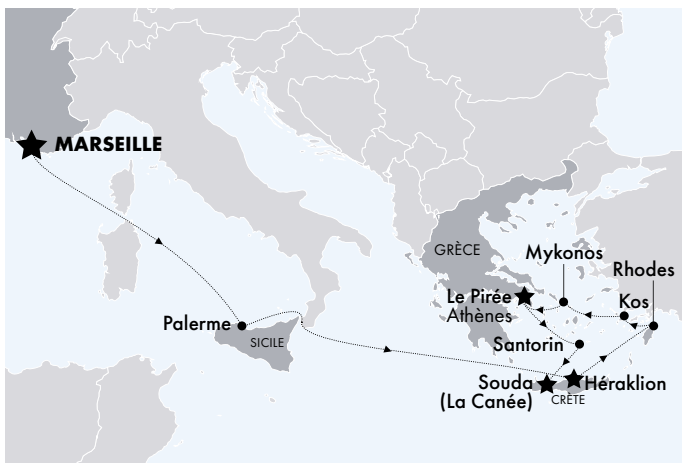 MARSEILLE
GRÈCE
Mykonos
Rhodes
Le Pirée
Athènes
Kos
Palerme
SICILE
Santorin
Souda
(La Canée)
Héraklion
CRÈTE